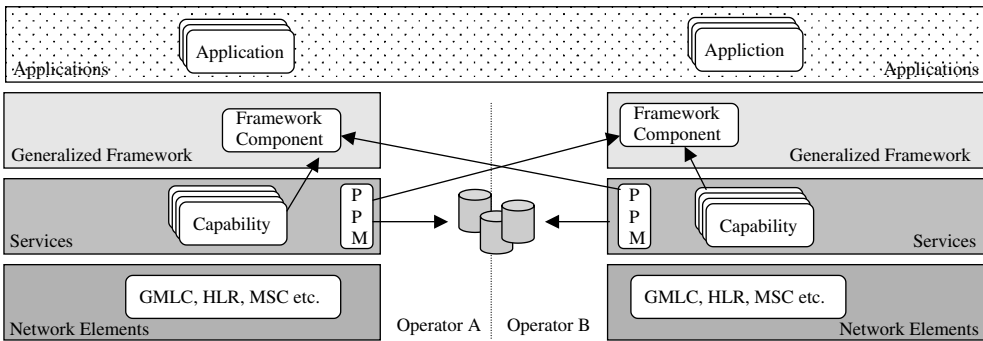 Application
Appliction
Applications
Applications
Framework
Component
Framework
Component
Generalized Framework
Generalized Framework
P
P
M
P
P
M
Capability
Capability
Services
Services
GMLC, HLR, MSC etc.
GMLC, HLR, MSC etc.
Network Elements
Operator A
Operator B
Network Elements